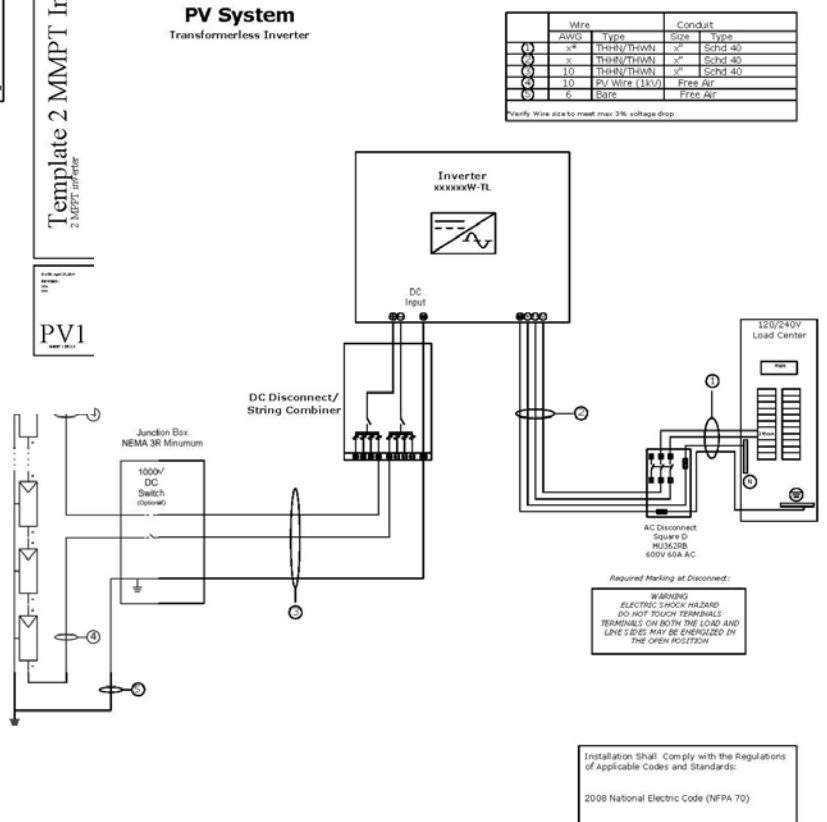 PV System
Transformerless Inverter
Wire Conduit
AWG Type Size Type
1 x* THHN/THWN x" Schd 40
2 x THHN/THWN x" Schd 40
3 10 THHN/THWN x" Schd 40
4 10 PV Wire (1kV) Free Air
5 6 Bare Free Air
*Verify Wire size to meet max 3% voltage drop
Template 2 MMPT In
2 MPPT inverter
PV1
Inverter
xxxxxxW-TL
DC
Input
DC Disconnect/
String Combiner
120/240V
Load Center
1
2
N
Junction Box
NEMA 3R Minumum
1000V
DC
Switch
(Optional)
3
4
5
AC Disconnect
Square D
HU362RB
600V 60A AC
Required Marking at Disconnect:
WARNING
ELECTRIC SHOCK HAZARD
DO NOT TOUCH TERMINALS
TERMINALS ON BOTH THE LOAD AND
LINE SIDES MAY BE ENERGIZED IN
THE OPEN POSITION
Installation Shall Comply with the Regulations
of Applicable Codes and Standards:
2008 National Electric Code (NFPA 70)